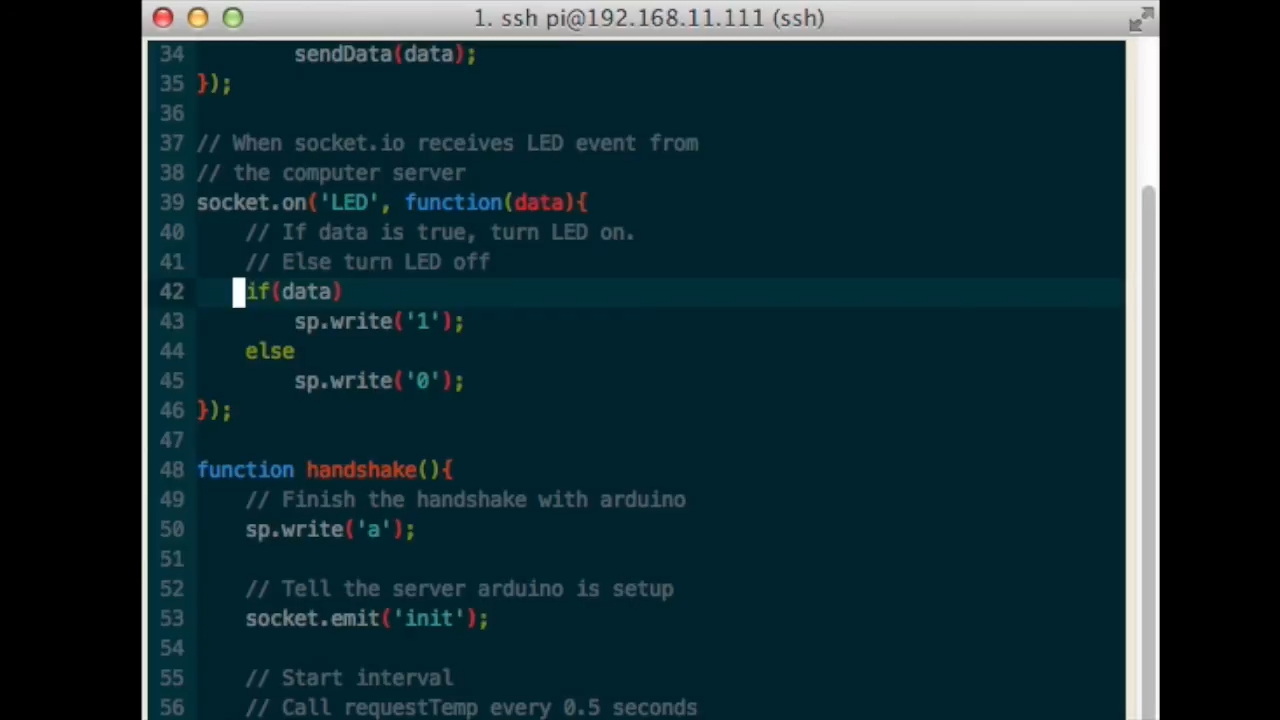 1. ssh pi@192.168.11.111 (ssh)
34         sendData(data);
35 });
36
37 // When socket.io receives LED event from
38 // the computer server
39 socket.on('LED', function(data){
40     // If data is true, turn LED on.
41     // Else turn LED off
42     if(data)
43         sp.write('1');
44     else
45         sp.write('0');
46 });
47
48 function handshake(){
49     // Finish the handshake with arduino
50     sp.write('a');
51
52     // Tell the server arduino is setup
53     socket.emit('init');
54
55     // Start interval
56     // Call requestTemp every 0.5 seconds